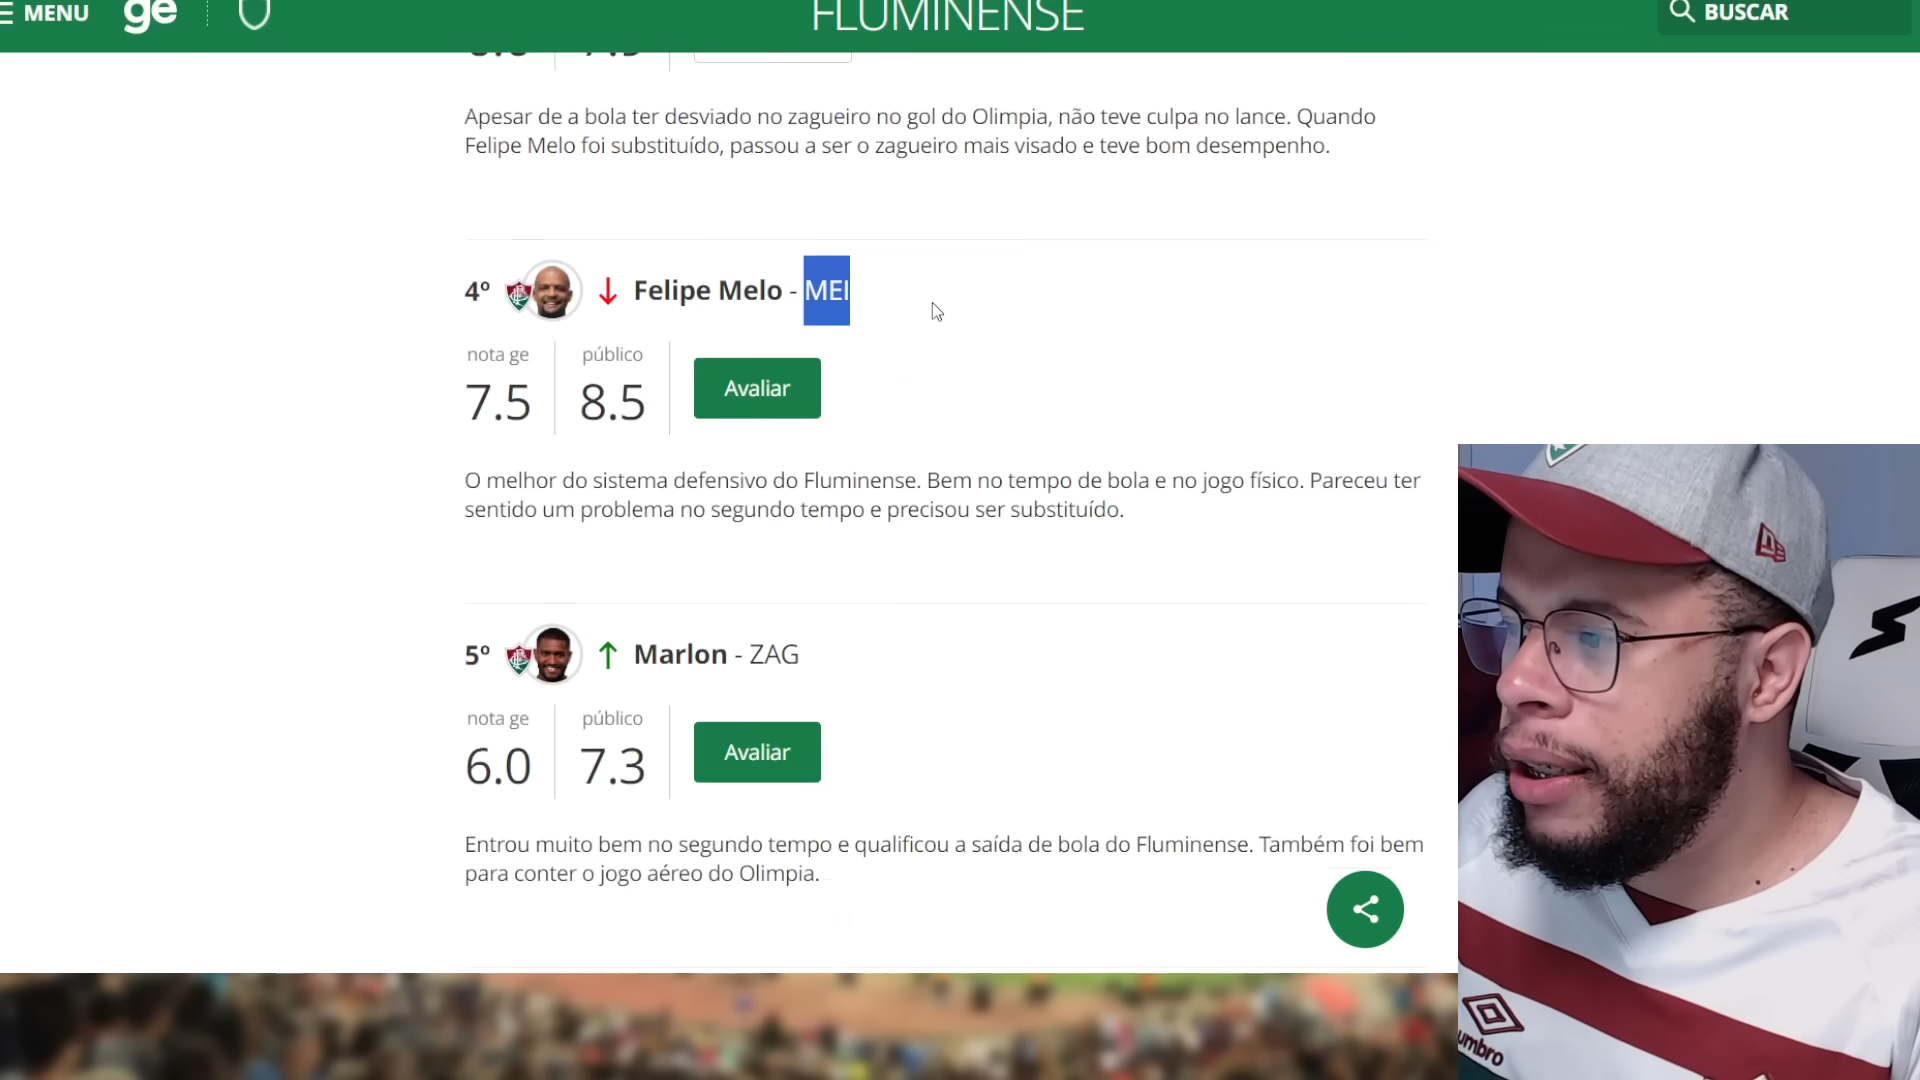 MENU
ge
FLUMINENSE
BUSCAR
Apesar de a bola ter desviado no zagueiro no gol do Olimpia, não teve culpa no lance. Quando
Felipe Melo foi substituído, passou a ser o zagueiro mais visado e teve bom desempenho.
4º Felipe Melo - MEI
nota ge
público
7.5
8.5
Avaliar
O melhor do sistema defensivo do Fluminense. Bem no tempo de bola e no jogo físico. Pareceu ter
sentido um problema no segundo tempo e precisou ser substituído.
5º Marlon - ZAG
nota ge
público
6.0
7.3
Avaliar
Entrou muito bem no segundo tempo e qualificou a saída de bola do Fluminense. Também foi bem
para conter o jogo aéreo do Olimpia.
umbro